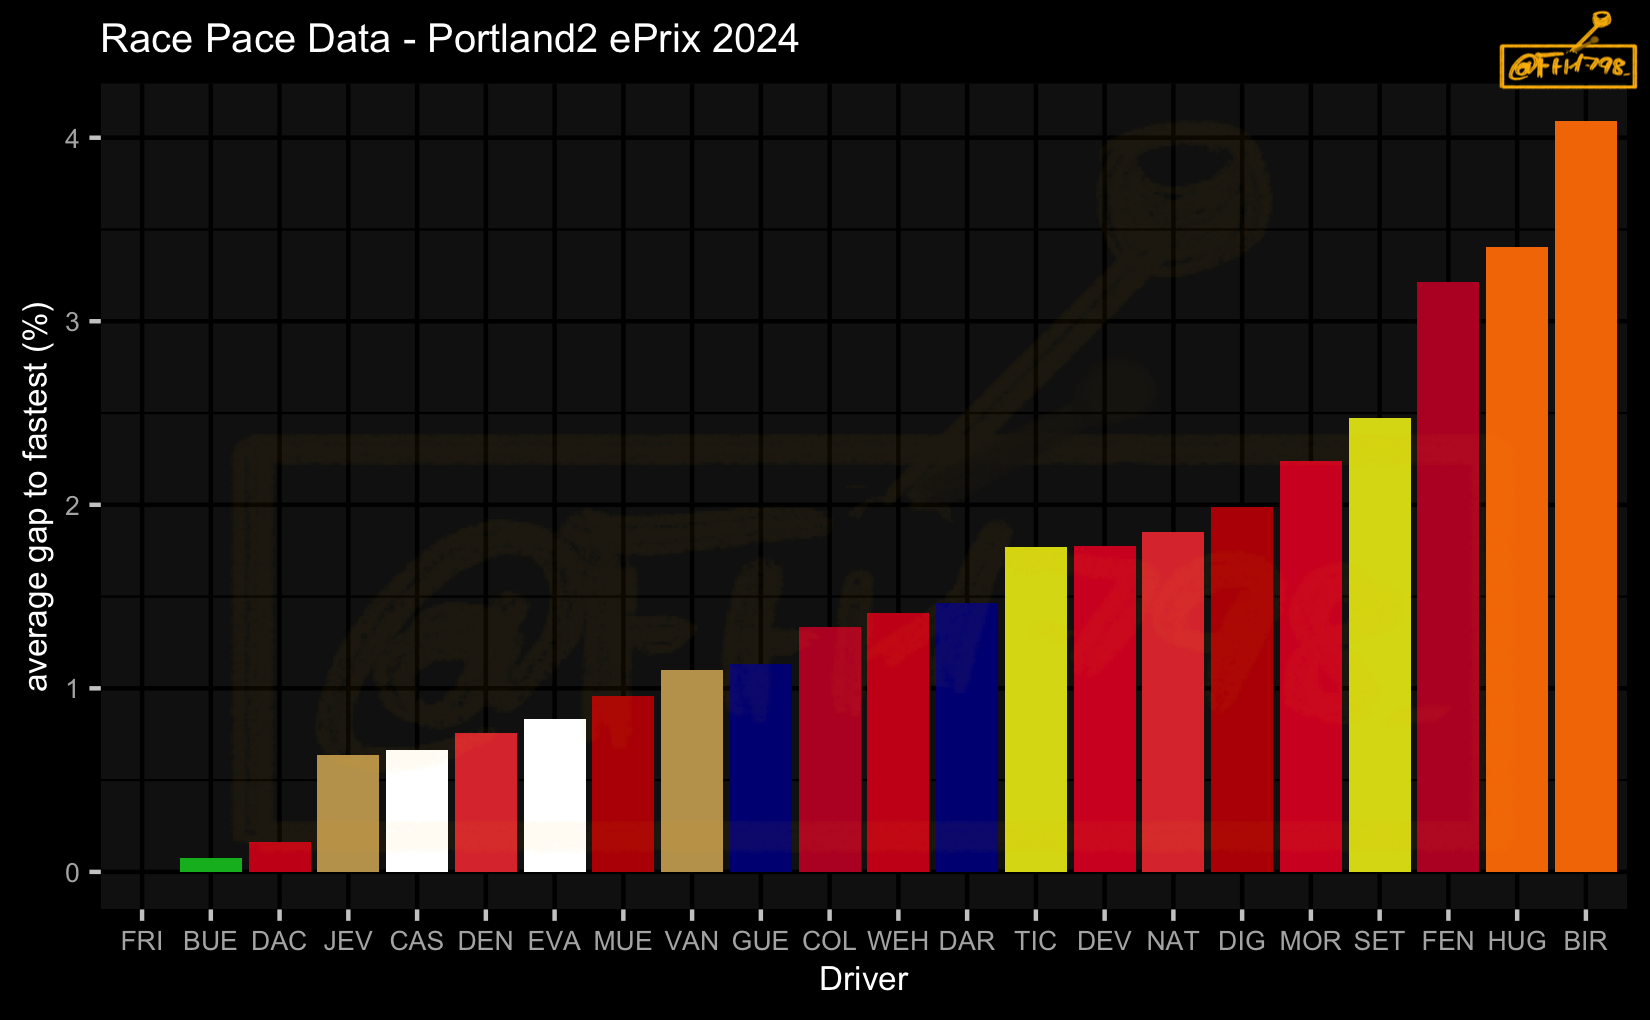 Race Pace Data - Portland2 ePrix 2024
@FFH798_
average gap to fastest (%)
4
3
2
1
0
FRI BUE DAC JEV CAS DEN EVA MUE VAN GUE COL WEH DAR TIC DEV NAT DIG MOR SET FEN HUG BIR
Driver